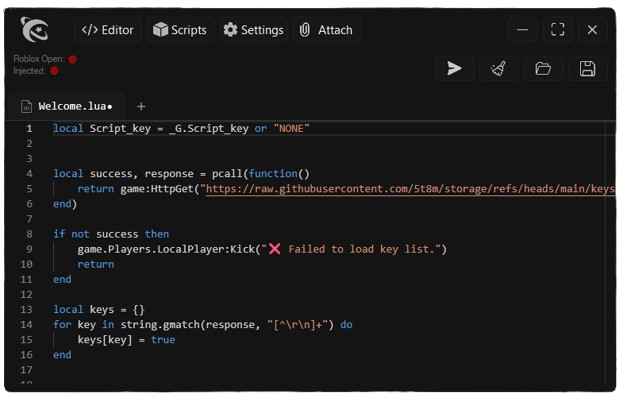 </> Editor Scripts Settings Attach
Roblox Open:
Injected:
Welcome.lua● +
1 local Script_key = _G.Script_key or "NONE"
2
3
4 local success, response = pcall(function()
5 return game:HttpGet("https://raw.githubusercontent.com/5t8m/storage/refs/heads/main/keys
6 end)
7
8 if not success then
9 game.Players.LocalPlayer:Kick("❌ Failed to load key list.")
10 return
11 end
12
13 local keys = {}
14 for key in string.gmatch(response, "[^\r\n]+") do
15 keys[key] = true
16 end
17
18